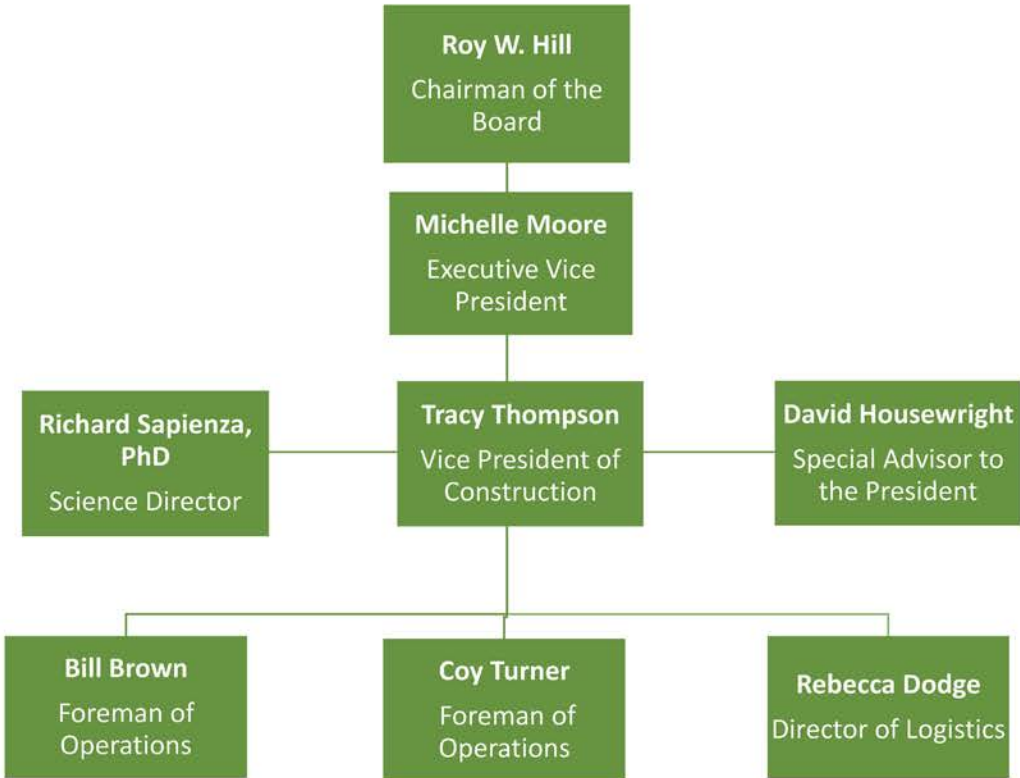 Roy W. Hill
Chairman of the
Board
Michelle Moore
Executive Vice
President
Richard Sapienza,
PhD
Science Director
Tracy Thompson
Vice President of
Construction
David Housewright
Special Advisor to
the President
Bill Brown
Foreman of
Operations
Coy Turner
Foreman of
Operations
Rebecca Dodge
Director of Logistics